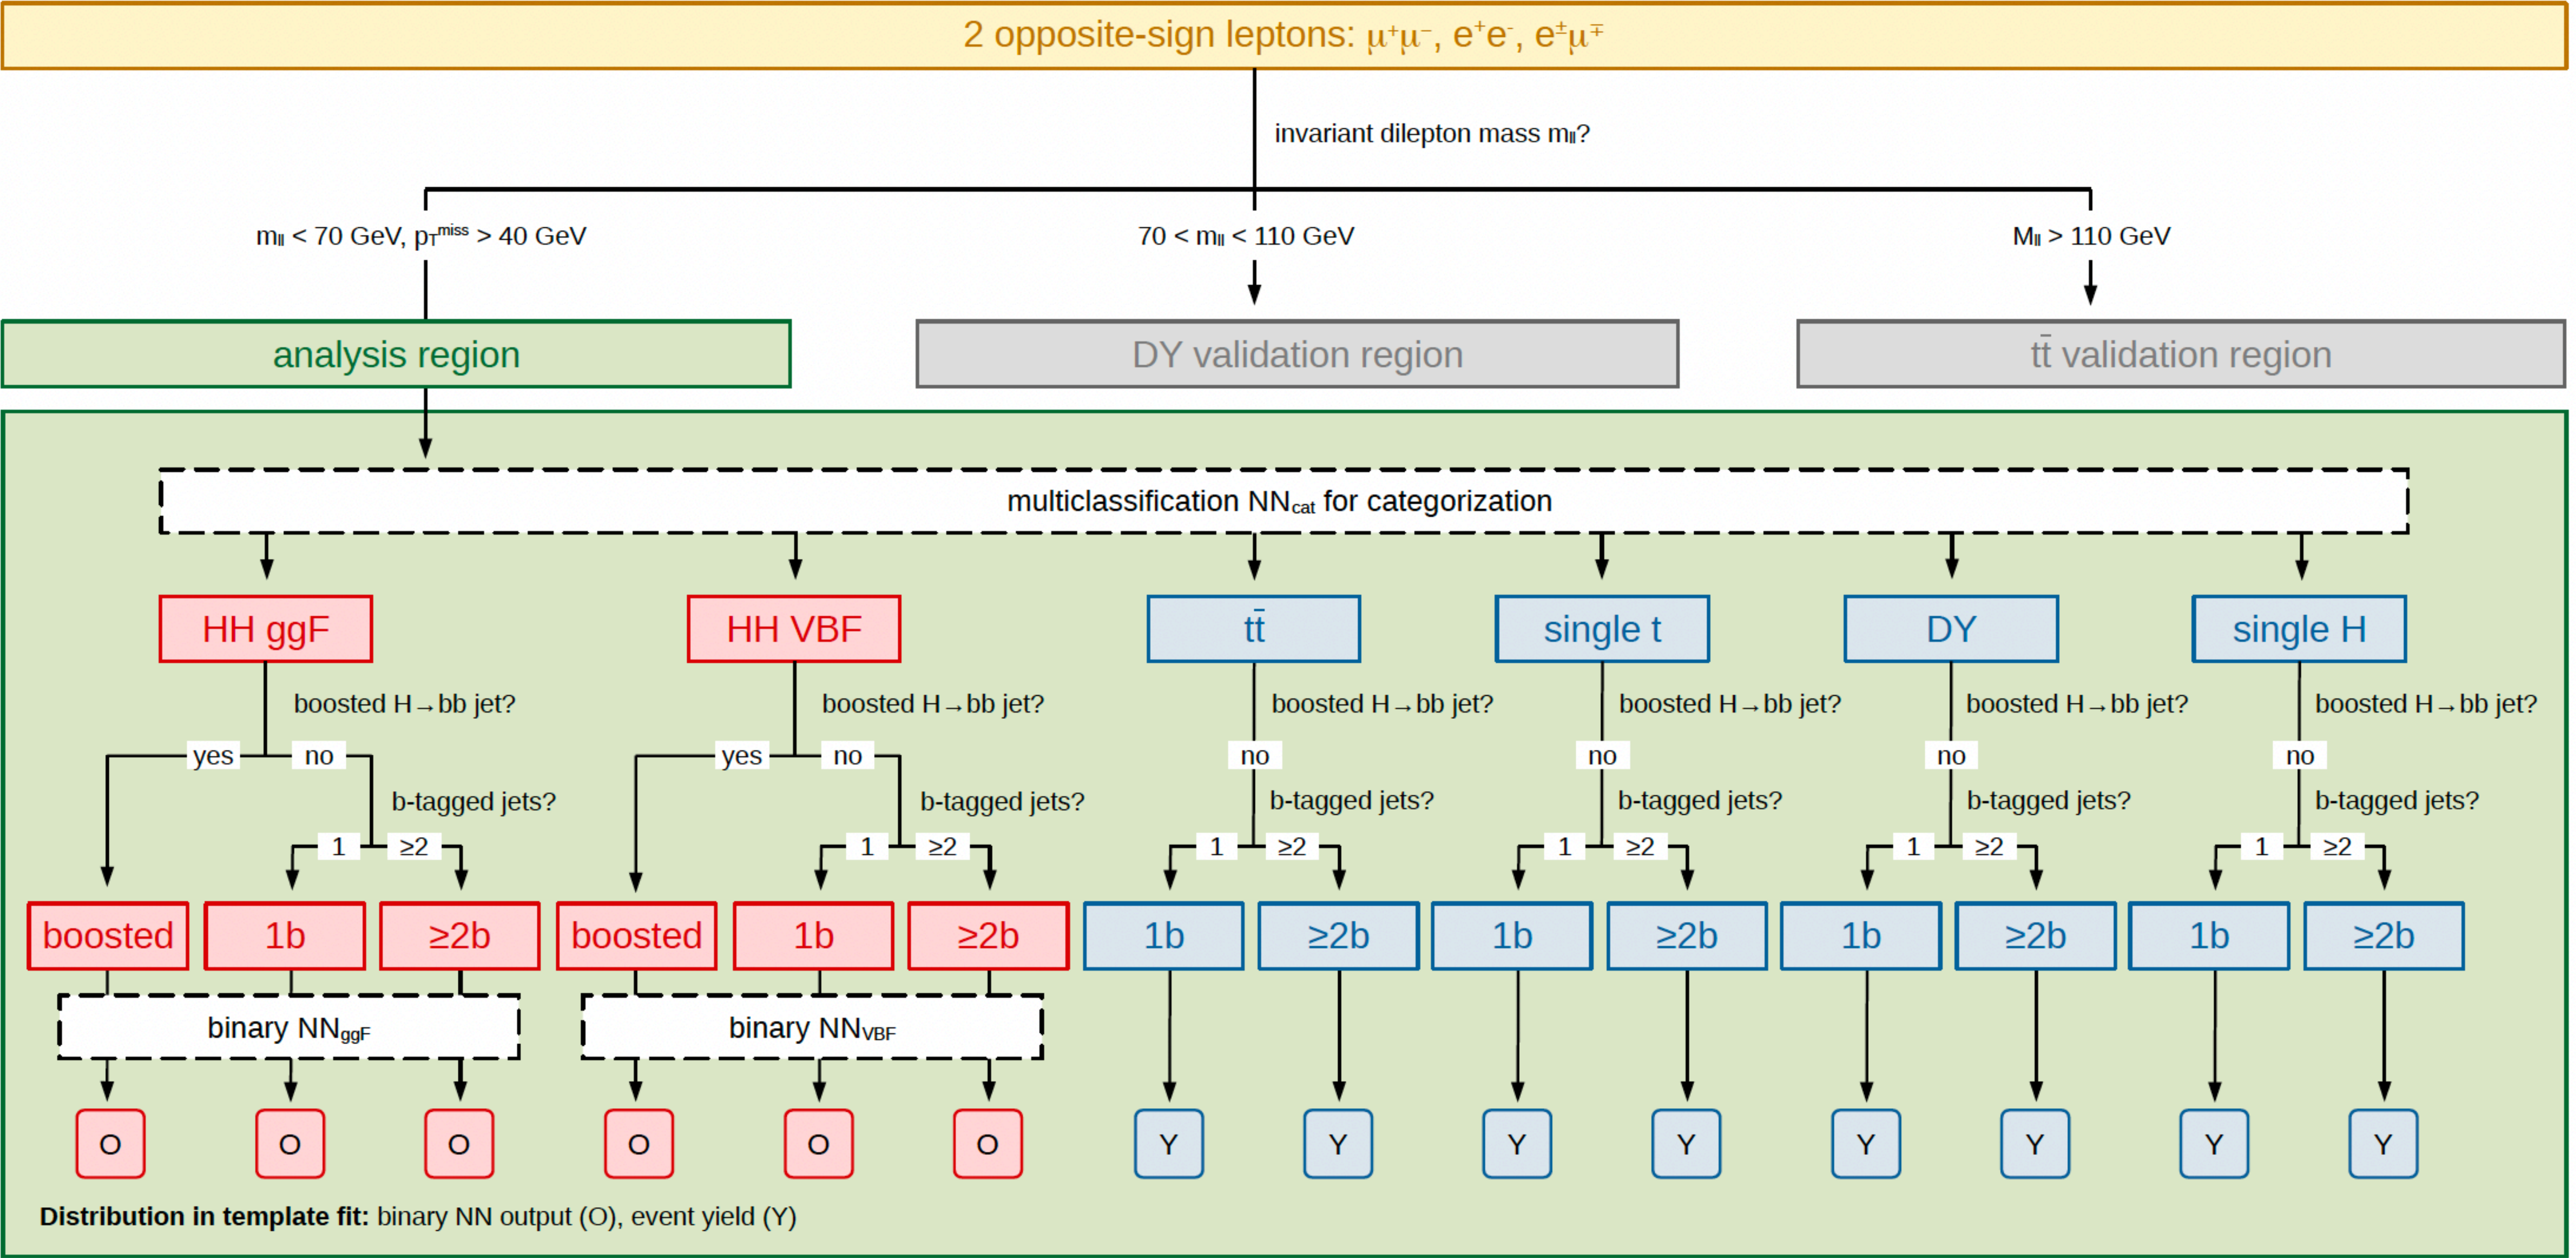 2 opposite-sign leptons: μ⁺μ⁻, e⁺e⁻, e^±μ^∓
invariant dilepton mass mₗₗ?
mₗₗ < 70 GeV, p_T^miss > 40 GeV
70 < mₗₗ < 110 GeV
Mₗₗ > 110 GeV
analysis region
DY validation region
tt̄ validation region
multiclassification NN_cat for categorization
HH ggF
HH VBF
tt̄
single t
DY
single H
boosted H→bb jet?
boosted H→bb jet?
boosted H→bb jet?
boosted H→bb jet?
boosted H→bb jet?
boosted H→bb jet?
yes
no
yes
no
no
no
no
no
b-tagged jets?
b-tagged jets?
b-tagged jets?
b-tagged jets?
b-tagged jets?
b-tagged jets?
1
≥2
1
≥2
1
≥2
1
≥2
1
≥2
1
≥2
boosted
1b
≥2b
boosted
1b
≥2b
1b
≥2b
1b
≥2b
1b
≥2b
1b
≥2b
binary NN_ggF
binary NN_VBF
O
O
O
O
O
O
Y
Y
Y
Y
Y
Y
Y
Y
Distribution in template fit: binary NN output (O), event yield (Y)